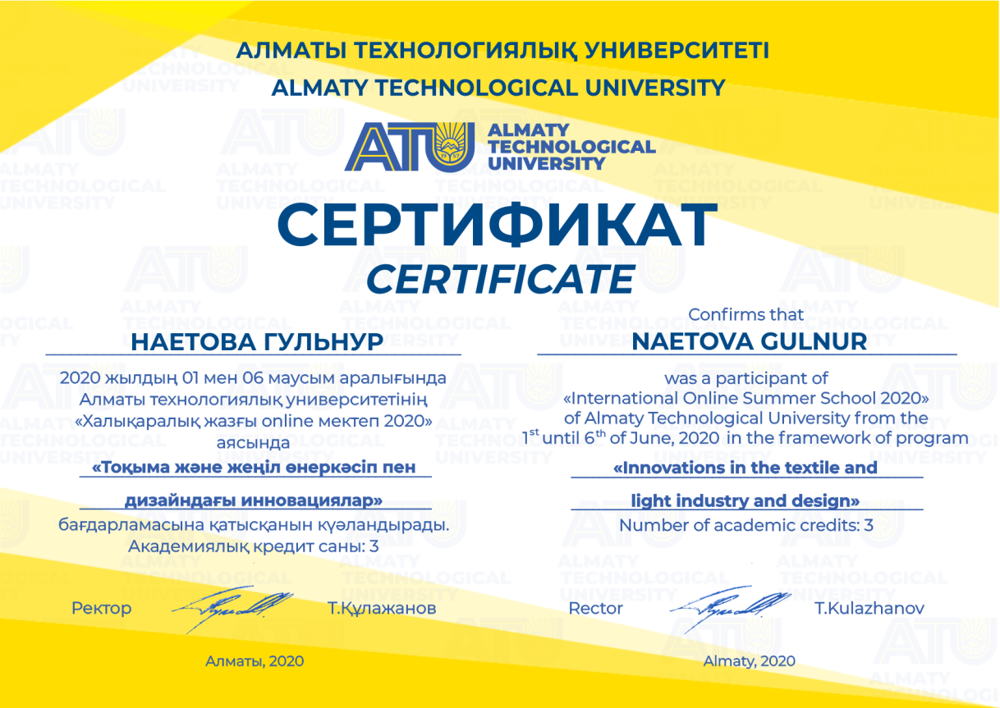 АЛМАТЫ ТЕХНОЛОГИЯЛЫҚ УНИВЕРСИТЕТІ
ALMATY TECHNOLOGICAL UNIVERSITY
ATU
19 57
ALMATY
TECHNOLOGICAL
UNIVERSITY
СЕРТИФИКАТ
CERTIFICATE
НАЕТОВА ГУЛЬНУР
2020 жылдың 01 мен 06 маусым аралығында
Алматы технологиялық университетінің
«Халықаралық жазғы online мектеп 2020»
аясында
«Тоқыма және жеңіл өнеркәсіп пен
дизайндағы инновациялар»
бағдарламасына қатысқанын куәландырады.
Академиялық кредит саны: 3
Ректор Т.Құлажанов
Алматы, 2020
Confirms that
NAETOVA GULNUR
was a participant of
«International Online Summer School 2020»
of Almaty Technological University from the
1st until 6th of June, 2020 in the framework of program
«Innovations in the textile and
light industry and design»
Number of academic credits: 3
Rector T.Kulazhanov
Almaty, 2020